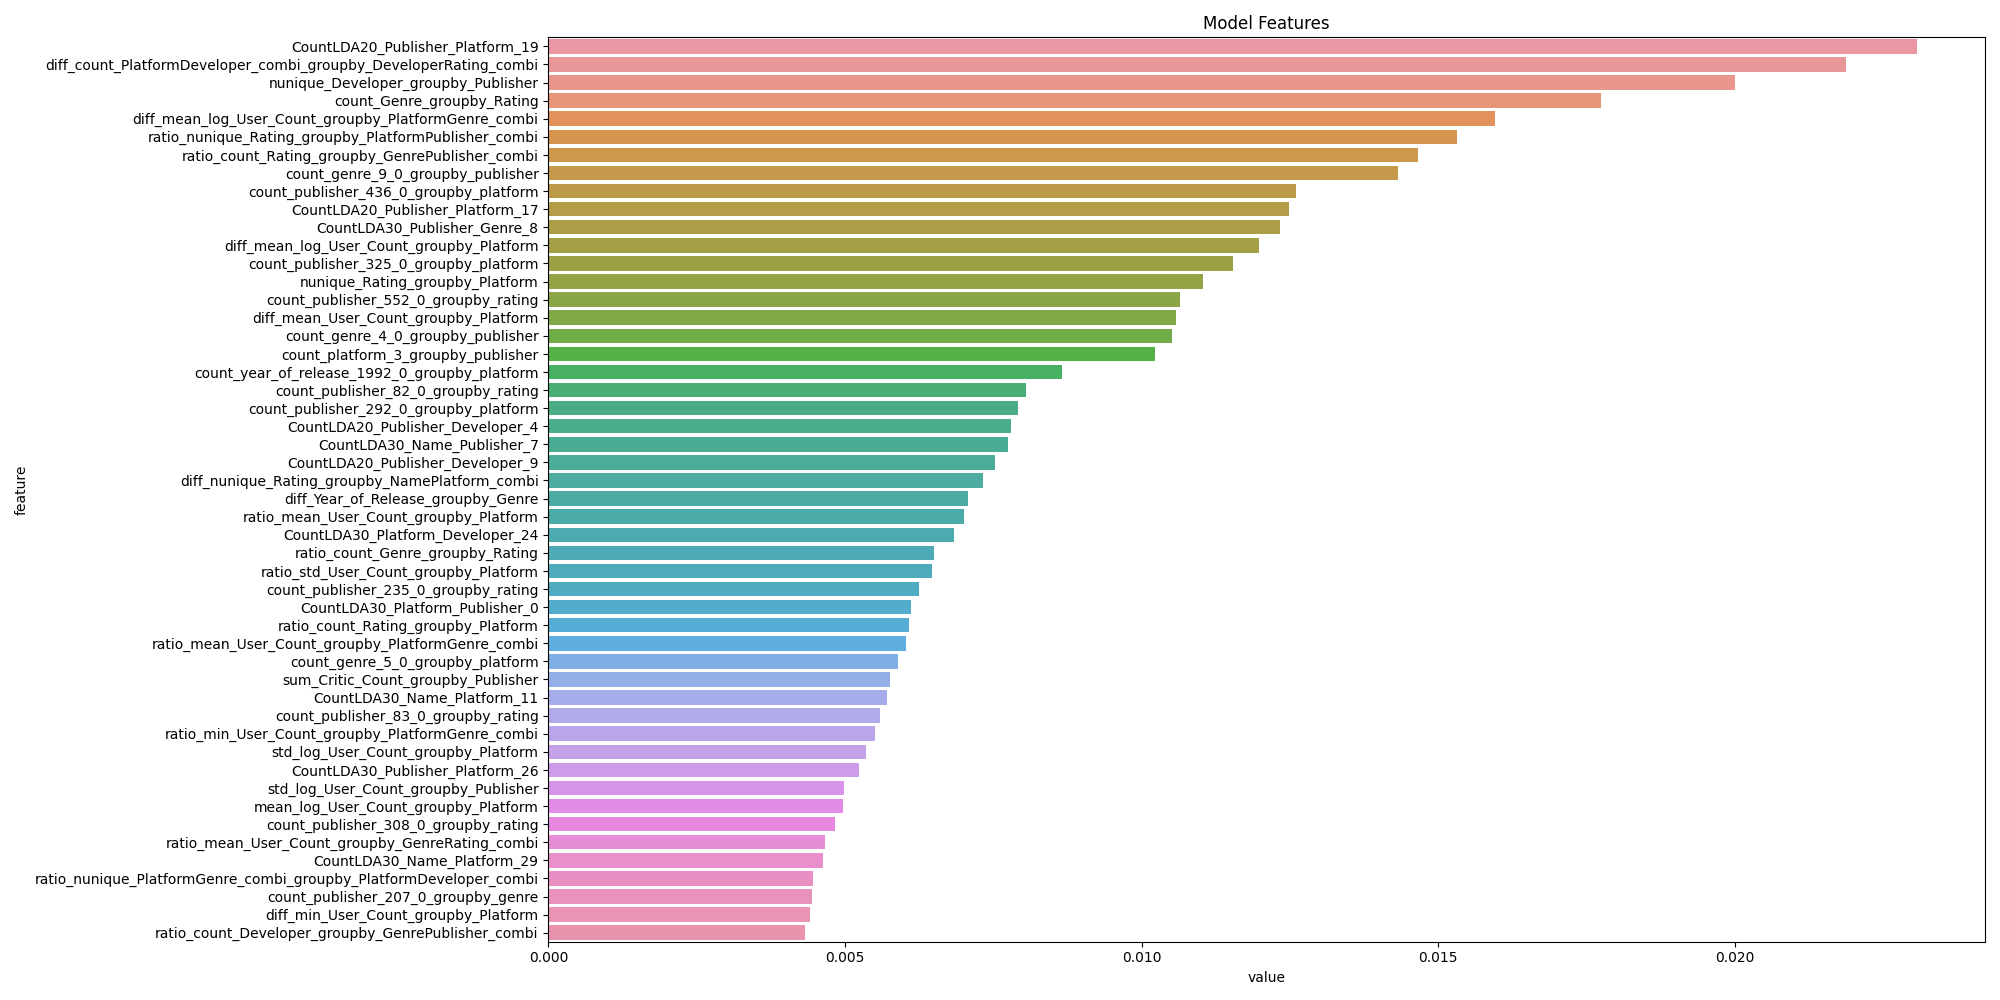 Model Features
CountLDA20_Publisher_Platform_19
diff_count_PlatformDeveloper_combi_groupby_DeveloperRating_combi
nunique_Developer_groupby_Publisher
count_Genre_groupby_Rating
diff_mean_log_User_Count_groupby_PlatformGenre_combi
ratio_nunique_Rating_groupby_PlatformPublisher_combi
ratio_count_Rating_groupby_GenrePublisher_combi
count_genre_9_0_groupby_publisher
count_publisher_436_0_groupby_platform
CountLDA20_Publisher_Platform_17
CountLDA30_Publisher_Genre_8
diff_mean_log_User_Count_groupby_Platform
count_publisher_325_0_groupby_platform
nunique_Rating_groupby_Platform
count_publisher_552_0_groupby_rating
diff_mean_User_Count_groupby_Platform
count_genre_4_0_groupby_publisher
count_platform_3_groupby_publisher
count_year_of_release_1992_0_groupby_platform
count_publisher_82_0_groupby_rating
count_publisher_292_0_groupby_platform
CountLDA20_Publisher_Developer_4
CountLDA30_Name_Publisher_7
CountLDA20_Publisher_Developer_9
diff_nunique_Rating_groupby_NamePlatform_combi
diff_Year_of_Release_groupby_Genre
ratio_mean_User_Count_groupby_Platform
CountLDA30_Platform_Developer_24
ratio_count_Genre_groupby_Rating
ratio_std_User_Count_groupby_Platform
count_publisher_235_0_groupby_rating
CountLDA30_Platform_Publisher_0
ratio_count_Rating_groupby_Platform
ratio_mean_User_Count_groupby_PlatformGenre_combi
count_genre_5_0_groupby_platform
sum_Critic_Count_groupby_Publisher
CountLDA30_Name_Platform_11
count_publisher_83_0_groupby_rating
ratio_min_User_Count_groupby_PlatformGenre_combi
std_log_User_Count_groupby_Platform
CountLDA30_Publisher_Platform_26
std_log_User_Count_groupby_Publisher
mean_log_User_Count_groupby_Platform
count_publisher_308_0_groupby_rating
ratio_mean_User_Count_groupby_GenreRating_combi
CountLDA30_Name_Platform_29
ratio_nunique_PlatformGenre_combi_groupby_PlatformDeveloper_combi
count_publisher_207_0_groupby_genre
diff_min_User_Count_groupby_Platform
ratio_count_Developer_groupby_GenrePublisher_combi
feature
0.000 0.005 0.010 0.015 0.020
value